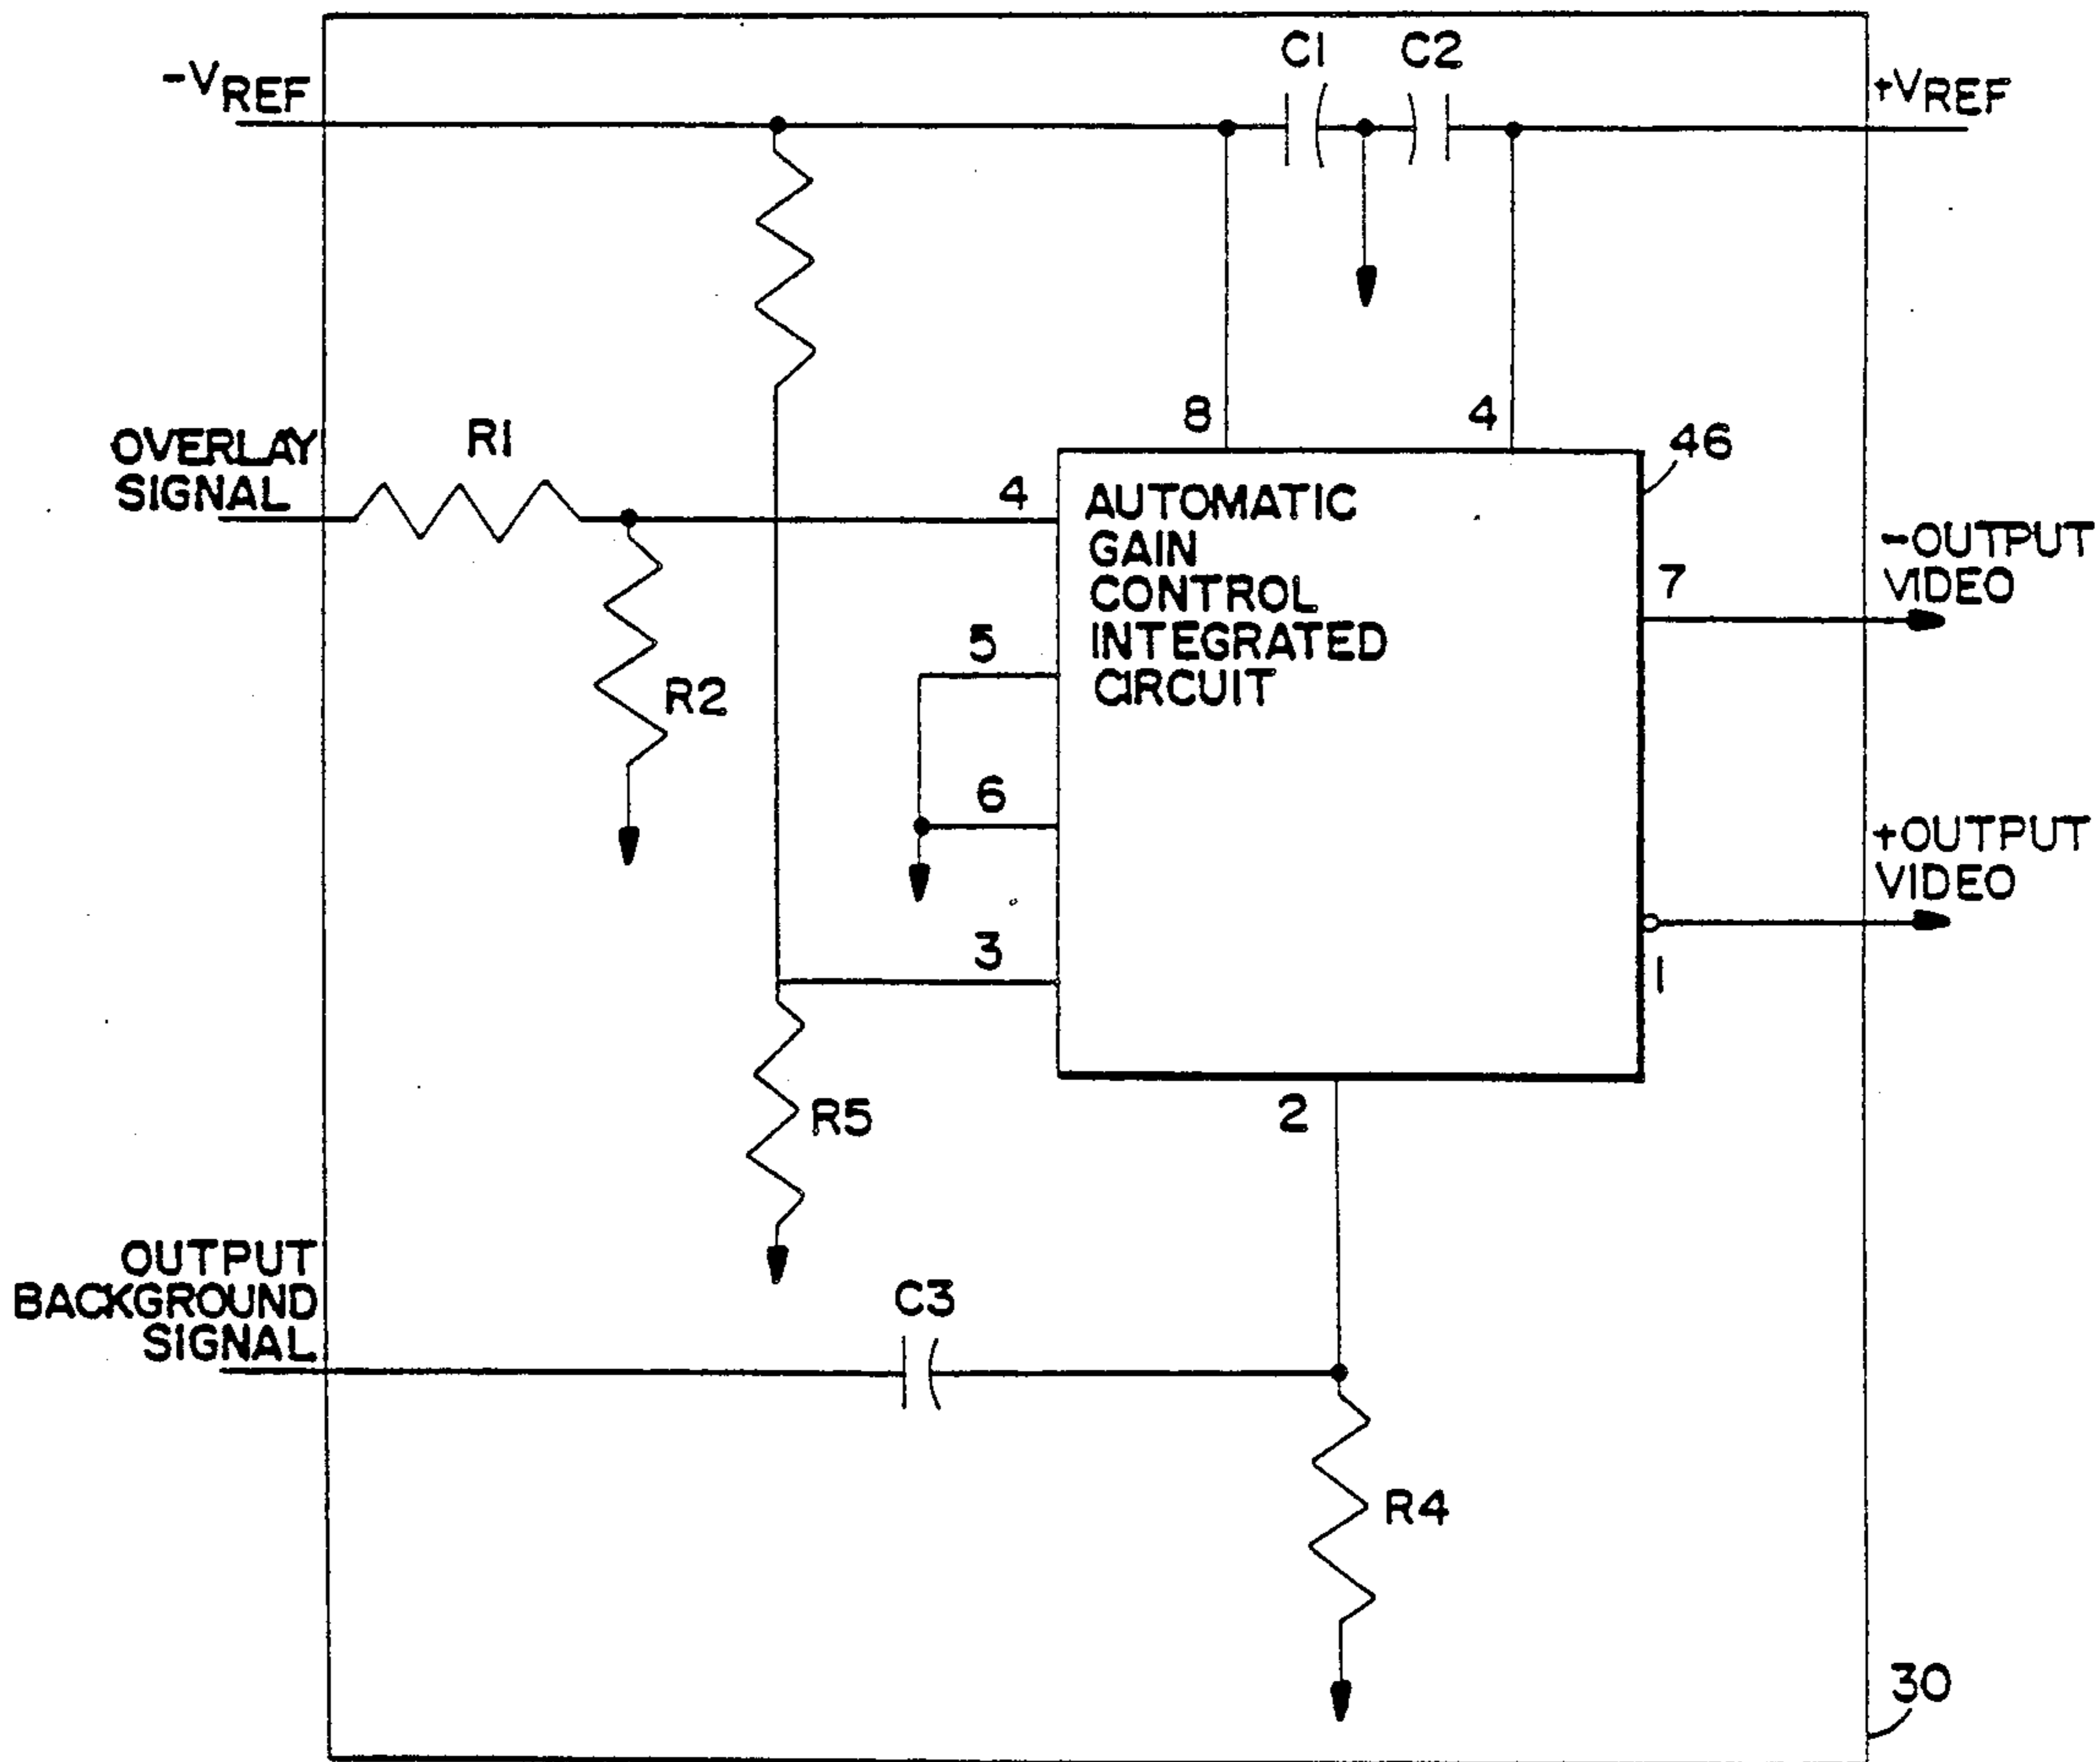 C1
C2
-VREF
+VREF
8
4
OVERLAY
SIGNAL
R1
4
46
AUTOMATIC
GAIN
CONTROL
INTEGRATED
CIRCUIT
-OUTPUT
VIDEO
7
5
R2
6
+OUTPUT
VIDEO
3
1
2
R5
OUTPUT
BACKGROUND
SIGNAL
C3
R4
30